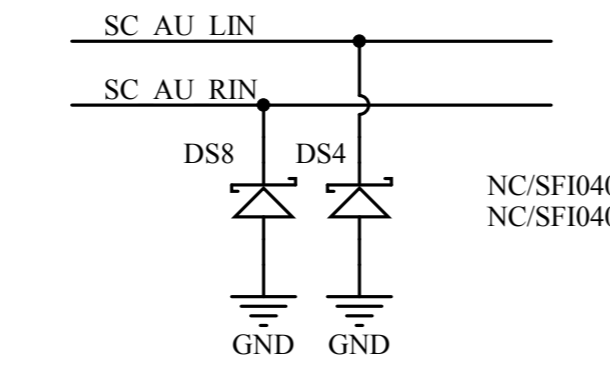 SC AU LIN
SC AU RIN
DS8 DS4
NC/SFI040
NC/SFI040
GND GND